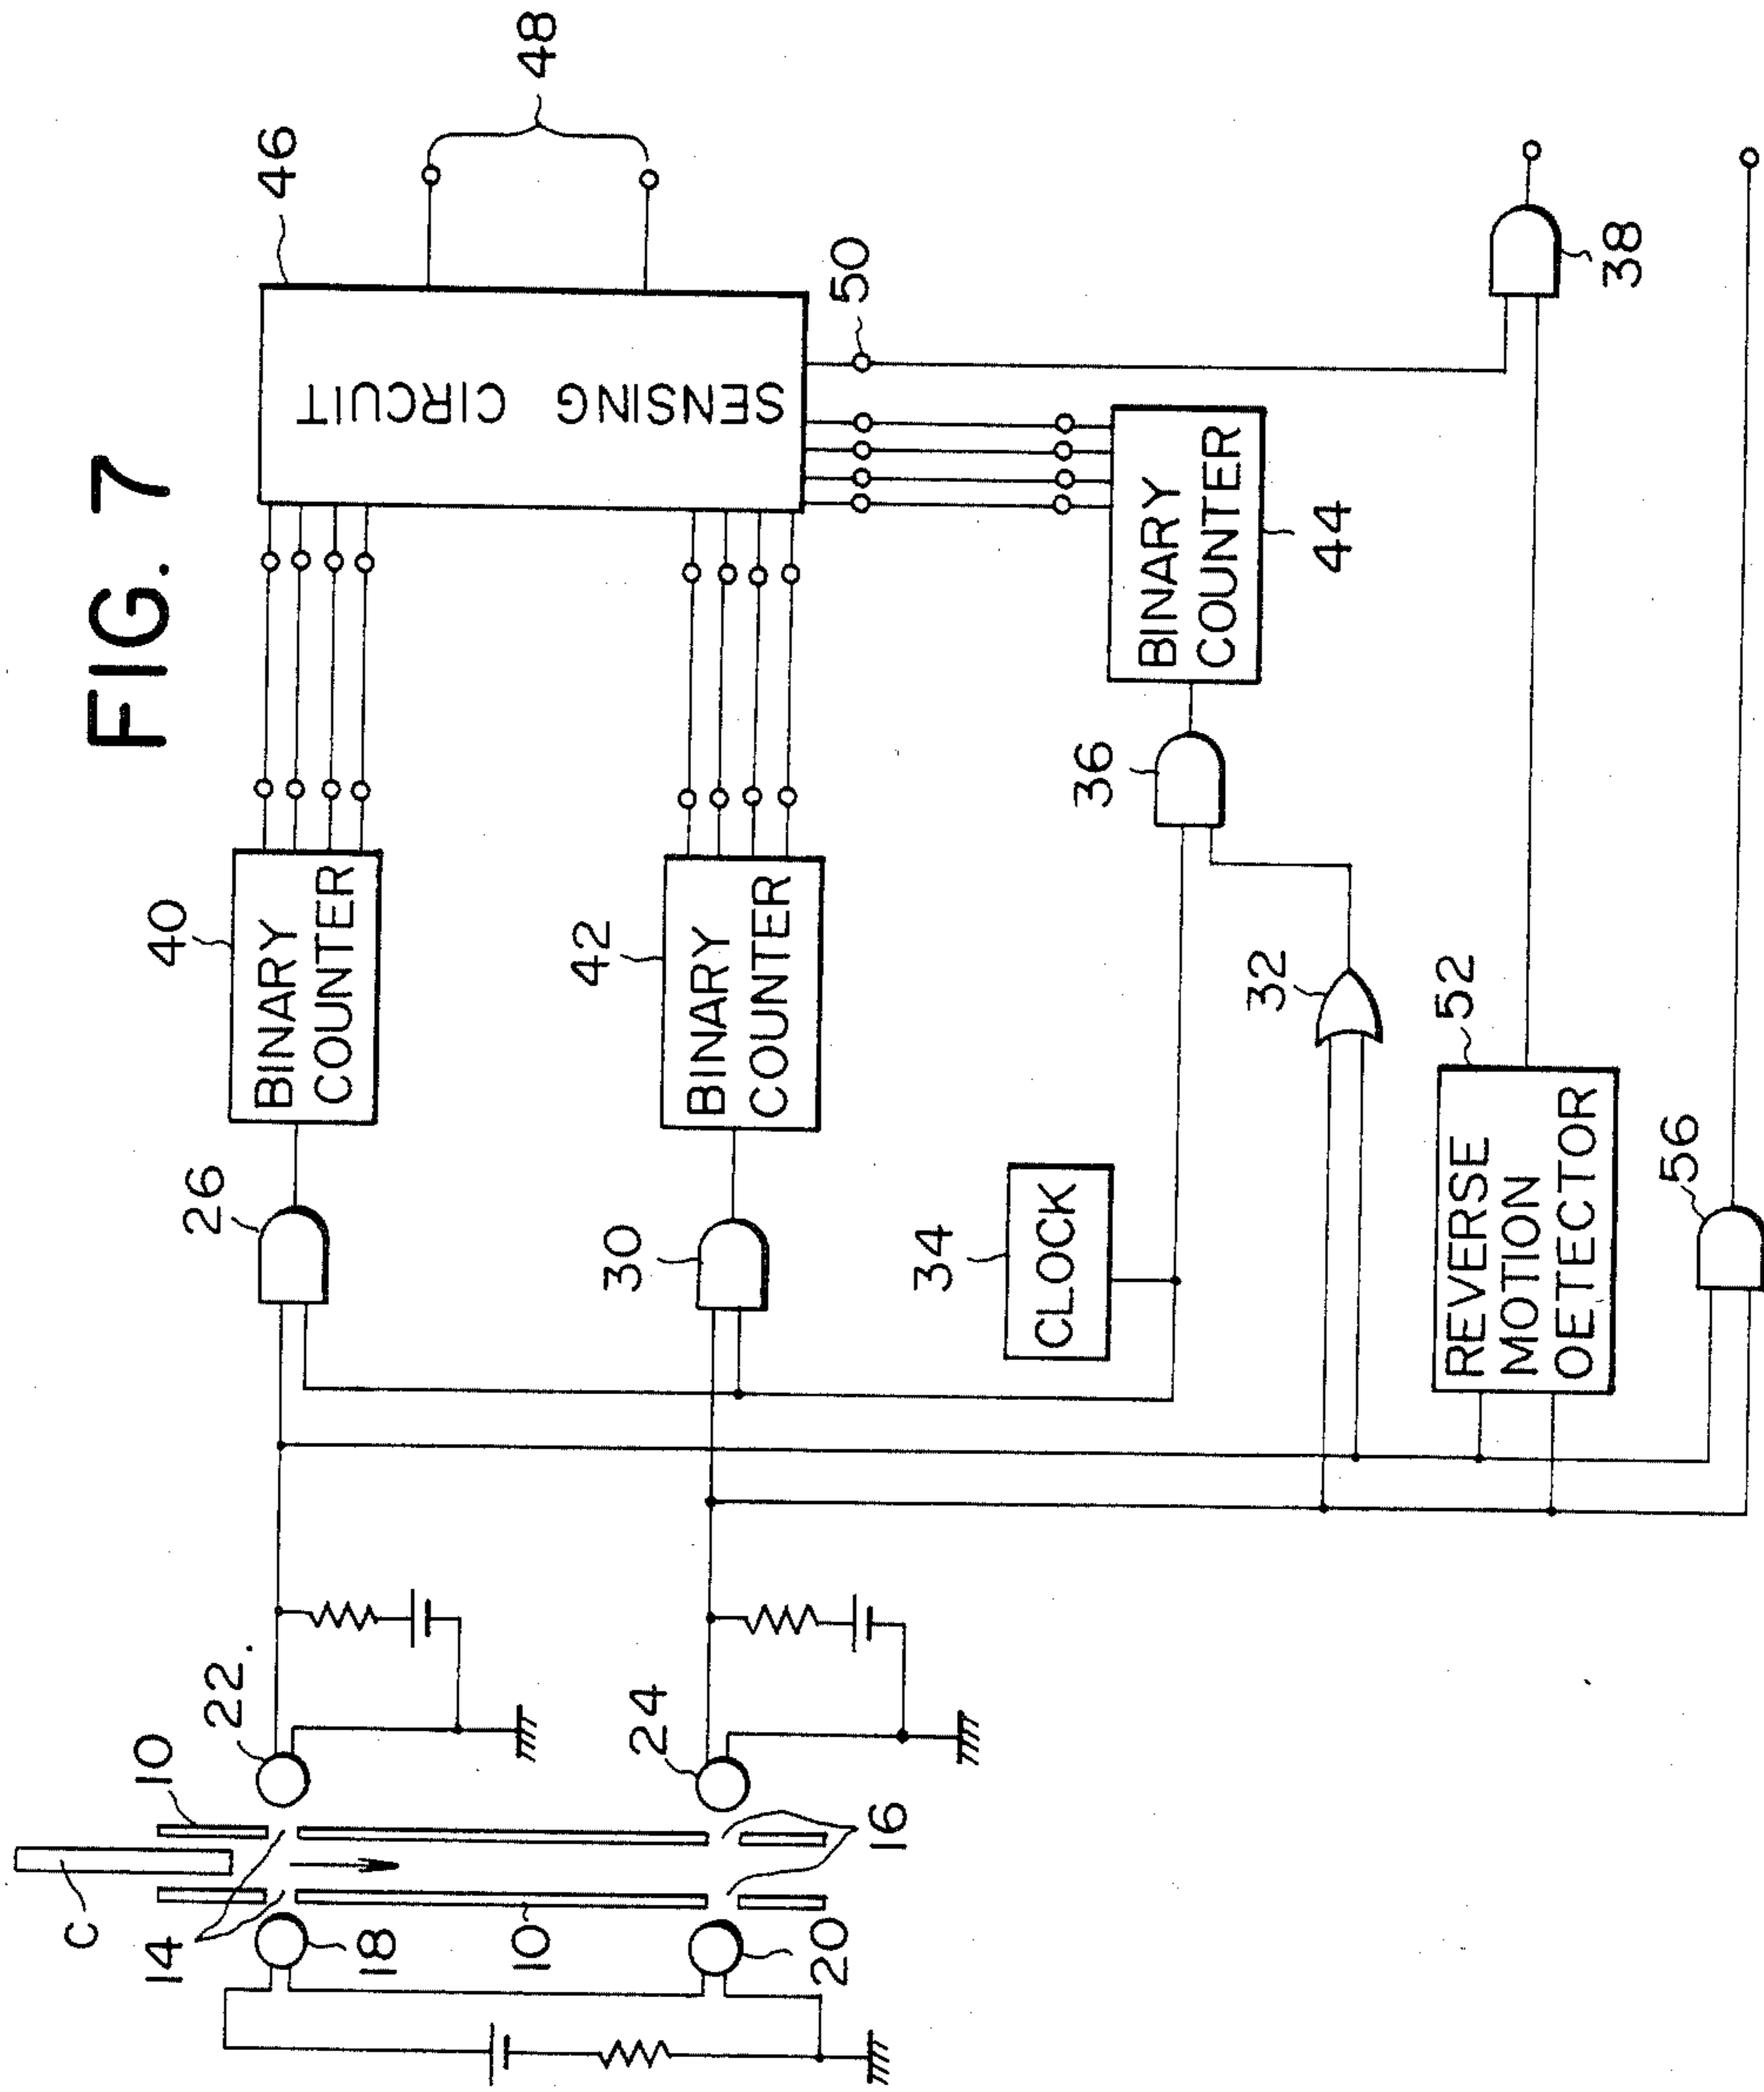 FIG. 7
C
14
10
22
18
10
24
16
20
26
40
BINARY
COUNTER
30
42
BINARY
COUNTER
46
SENSING CIRCUIT
48
50
34
CLOCK
36
BINARY
COUNTER
44
32
52
REVERSE
MOTION
OETECTOR
38
56